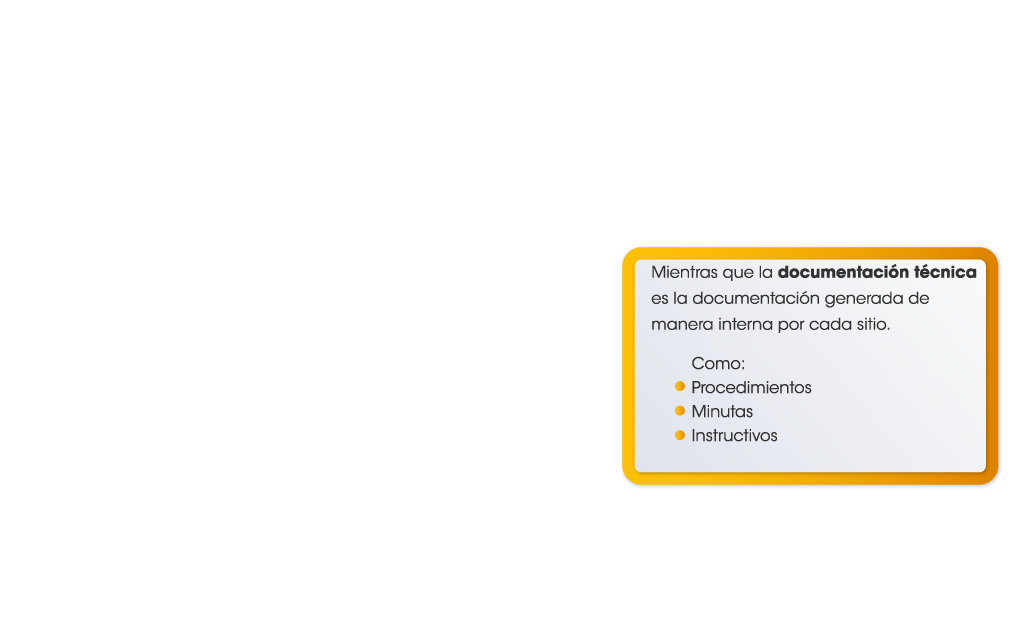 Mientras que la documentación técnica
es la documentación generada de
manera interna por cada sitio.
Como:
Procedimientos
Minutas
Instructivos